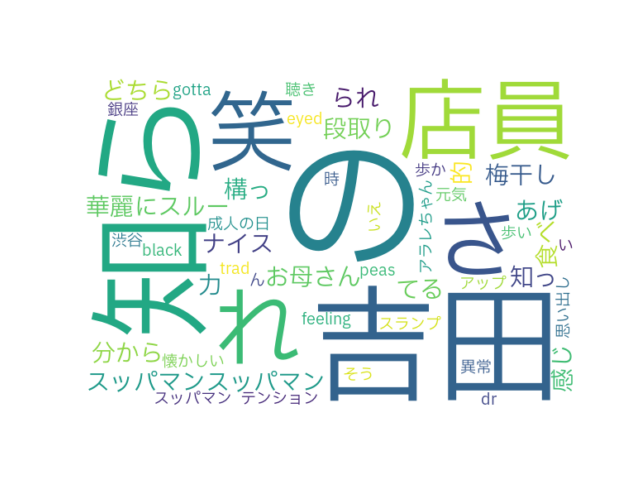 どちら
gotta
聴き
銀座
eyed
られ
店員
笑
段取り
知ら
の
時
歩か
的
梅干し
構っ
アラレちゃん
元気
華麗にスルー
成人の日
いえ
さ
あげ
渋谷
ナイス
歩い
食べ
い
black
trad
ん
お母さん
peas
力
てる
アップ
知っ
思い出し
れ
吉田
feeling
スランプ
分から
懐かしい
そう
異常
感じ
スッパマンスッパマン
スッパマン テンション
dr